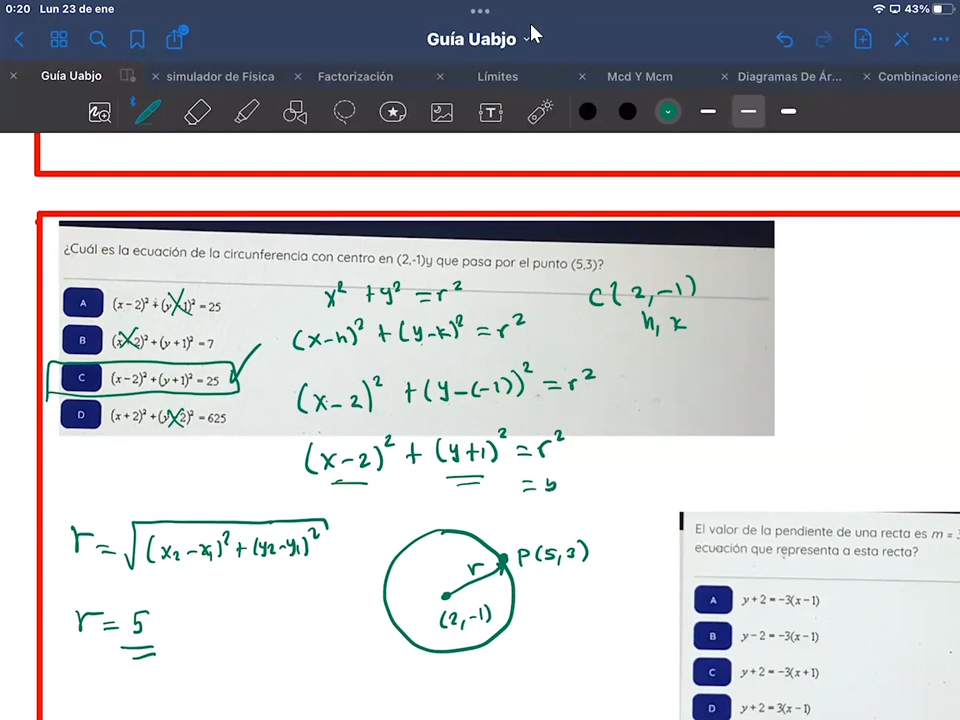 0:20 Lun 23 de ene
43%
Guía Uabjo
Guía Uabjo
simulador de Física
Factorización
Límites
Mcd Y Mcm
Diagramas De Ár...
Combinaciones
¿Cuál es la ecuación de la circunferencia con centro en (2,-1)y que pasa por el punto (5,3)?
A (x – 2)² + (y – 1)² = 25
B (x – 2)² + (y + 1)² = 7
C (x – 2)² + (y + 1)² = 25
D (x + 2)² + (y – 2)² = 625
x² + y² = r²
C(2,-1)
h, k
(x-h)² + (y-k)² = r²
(x-2)² + (y-(-1))² = r²
(x-2)² + (y+1)² = r²
r = √(x₂-x₁)² + (y₂-y₁)²
r = 5
r
P(5,3)
(2,-1)
El valor de la pendiente de una recta es m =
ecuación que representa a esta recta?
A y + 2 = –3(x – 1)
B y – 2 = –3(x – 1)
C y + 2 = –3(x + 1)
D y + 2 = 3(x – 1)